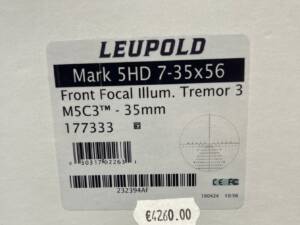 LEUPOLD
Mark 5HD 7-35x56
Front Focal Illum. Tremor 3
M5C3™ - 35mm
177333
232394AF
€4260.00